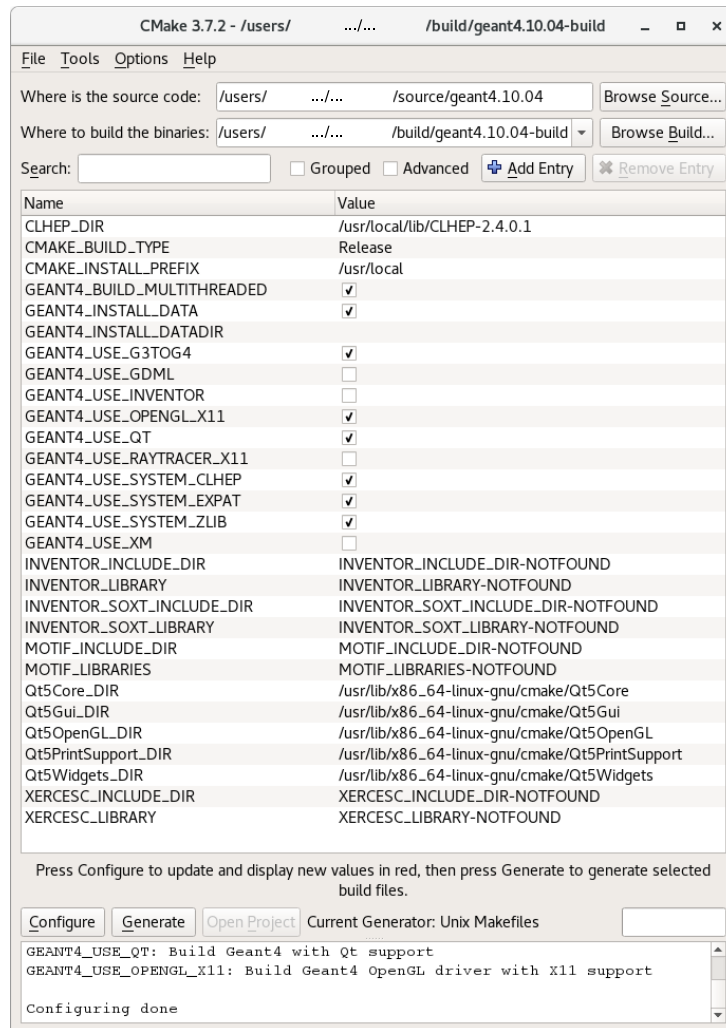 CMake 3.7.2 - /users/ .../... /build/geant4.10.04-build
File Tools Options Help
Where is the source code: /users/ .../... /source/geant4.10.04 Browse Source...
Where to build the binaries: /users/ .../... /build/geant4.10.04-build Browse Build...
Search: Grouped Advanced Add Entry Remove Entry
Name Value
CLHEP_DIR /usr/local/lib/CLHEP-2.4.0.1
CMAKE_BUILD_TYPE Release
CMAKE_INSTALL_PREFIX /usr/local
GEANT4_BUILD_MULTITHREADED
GEANT4_INSTALL_DATA
GEANT4_INSTALL_DATADIR
GEANT4_USE_G3TOG4
GEANT4_USE_GDML
GEANT4_USE_INVENTOR
GEANT4_USE_OPENGL_X11
GEANT4_USE_QT
GEANT4_USE_RAYTRACER_X11
GEANT4_USE_SYSTEM_CLHEP
GEANT4_USE_SYSTEM_EXPAT
GEANT4_USE_SYSTEM_ZLIB
GEANT4_USE_XM
INVENTOR_INCLUDE_DIR INVENTOR_INCLUDE_DIR-NOTFOUND
INVENTOR_LIBRARY INVENTOR_LIBRARY-NOTFOUND
INVENTOR_SOXT_INCLUDE_DIR INVENTOR_SOXT_INCLUDE_DIR-NOTFOUND
INVENTOR_SOXT_LIBRARY INVENTOR_SOXT_LIBRARY-NOTFOUND
MOTIF_INCLUDE_DIR MOTIF_INCLUDE_DIR-NOTFOUND
MOTIF_LIBRARIES MOTIF_LIBRARIES-NOTFOUND
Qt5Core_DIR /usr/lib/x86_64-linux-gnu/cmake/Qt5Core
Qt5Gui_DIR /usr/lib/x86_64-linux-gnu/cmake/Qt5Gui
Qt5OpenGL_DIR /usr/lib/x86_64-linux-gnu/cmake/Qt5OpenGL
Qt5PrintSupport_DIR /usr/lib/x86_64-linux-gnu/cmake/Qt5PrintSupport
Qt5Widgets_DIR /usr/lib/x86_64-linux-gnu/cmake/Qt5Widgets
XERCESC_INCLUDE_DIR XERCESC_INCLUDE_DIR-NOTFOUND
XERCESC_LIBRARY XERCESC_LIBRARY-NOTFOUND
Press Configure to update and display new values in red, then press Generate to generate selected
build files.
Configure Generate Open Project Current Generator: Unix Makefiles
GEANT4_USE_QT: Build Geant4 with Qt support
GEANT4_USE_OPENGL_X11: Build Geant4 OpenGL driver with X11 support
Configuring done